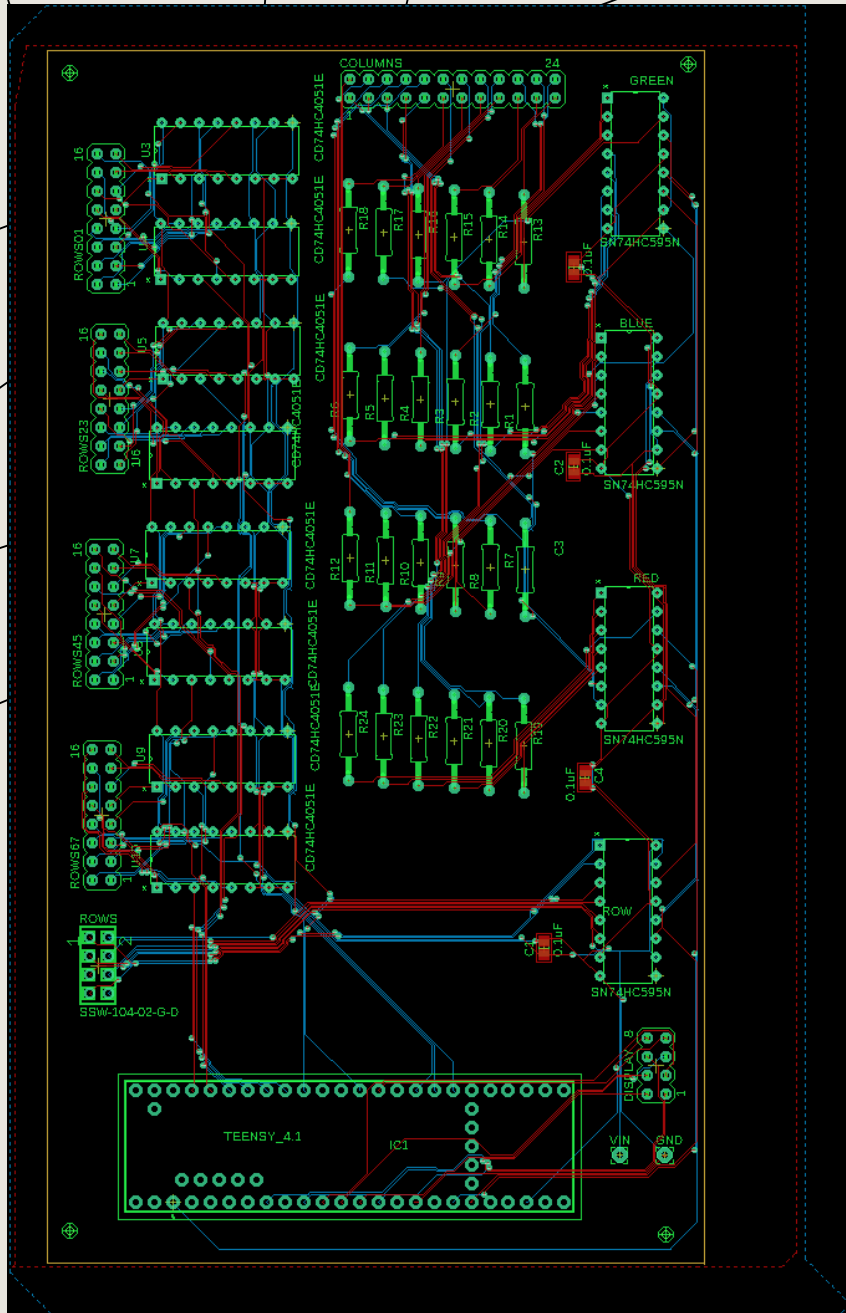 COLUMNS
24
GREEN
CD74HC4051E
U3
16
ROWS01
1
CD74HC4051E
R18
R17
R16
R15
R14
R13
SN74HC595N
0.1uF
BLUE
CD74HC4051E
U5
16
ROWS23
1
U6
CD74HC4051E
R6
R5
R4
R3
R2
R1
C2
0.1uF
SN74HC595N
CD74HC4051E
U7
16
ROWS45
1
CD74HC4051E
R12
R11
R10
R9
R8
R7
C3
RED
SN74HC595N
CD74HC4051E
U9
16
ROWS67
1
CD74HC4051E
R24
R23
R22
R21
R20
R19
0.1uF
C4
ROWS
1
2
SSW-104-02-G-D
C1
0.1uF
ROW
SN74HC595N
DISPLAY
8
1
TEENSY_4.1
IC1
VIN
GND